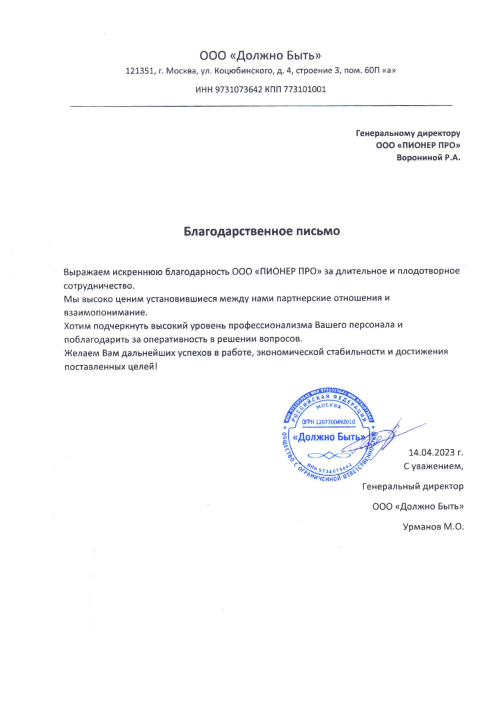 ООО «Должно Быть»
121351, г. Москва, ул. Коцюбинского, д. 4, строение 3, пом. 60П «а»
ИНН 9731073642 КПП 773101001
Генеральному директору
ООО «ПИОНЕР ПРО»
Ворониной Р.А.
Благодарственное письмо
Выражаем искреннюю благодарность ООО «ПИОНЕР ПРО» за длительное и плодотворное
сотрудничество.
Мы высоко ценим установившиеся между нами партнерские отношения и
взаимопонимание.
Хотим подчеркнуть высокий уровень профессионализма Вашего персонала и
поблагодарить за оперативность в решении вопросов.
Желаем Вам дальнейших успехов в работе, экономической стабильности и достижения
поставленных целей!
РОССИЙСКАЯ ФЕДЕРАЦИЯ
МОСКВА
ОГРН 1207700492010
«Должно Быть»
ИНН 9731073642
ОБЩЕСТВО С ОГРАНИЧЕННОЙ ОТВЕТСТВЕННОСТЬЮ
14.04.2023 г.
С уважением,
Генеральный директор
ООО «Должно Быть»
Урманов М.О.